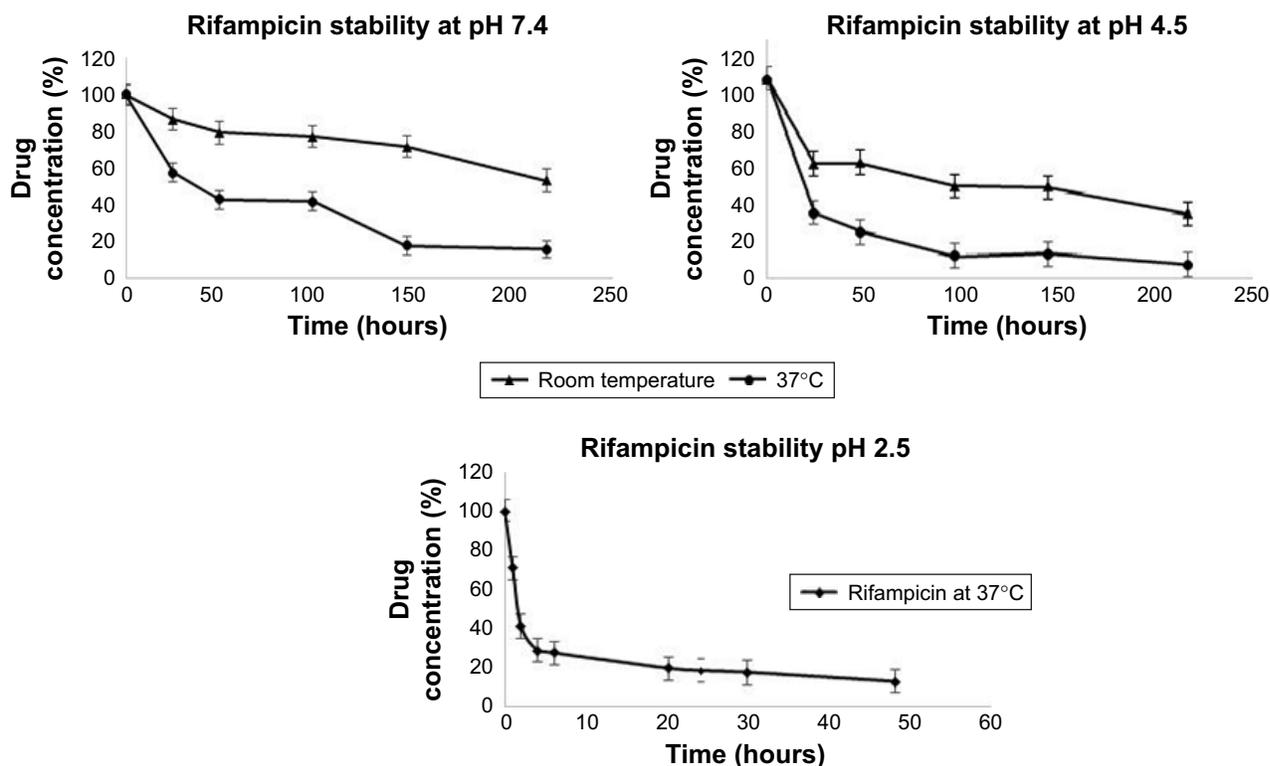 Rifampicin stability at pH 7.4
Drug
concentration (%)
120
100
80
60
40
20
0
0 50 100 150 200 250
Time (hours)
Rifampicin stability at pH 4.5
Drug
concentration (%)
120
100
80
60
40
20
0
0 50 100 150 200 250
Time (hours)
Room temperature 37°C
Rifampicin stability pH 2.5
Drug
concentration (%)
120
100
80
60
40
20
0
0 10 20 30 40 50 60
Time (hours)
Rifampicin at 37°C